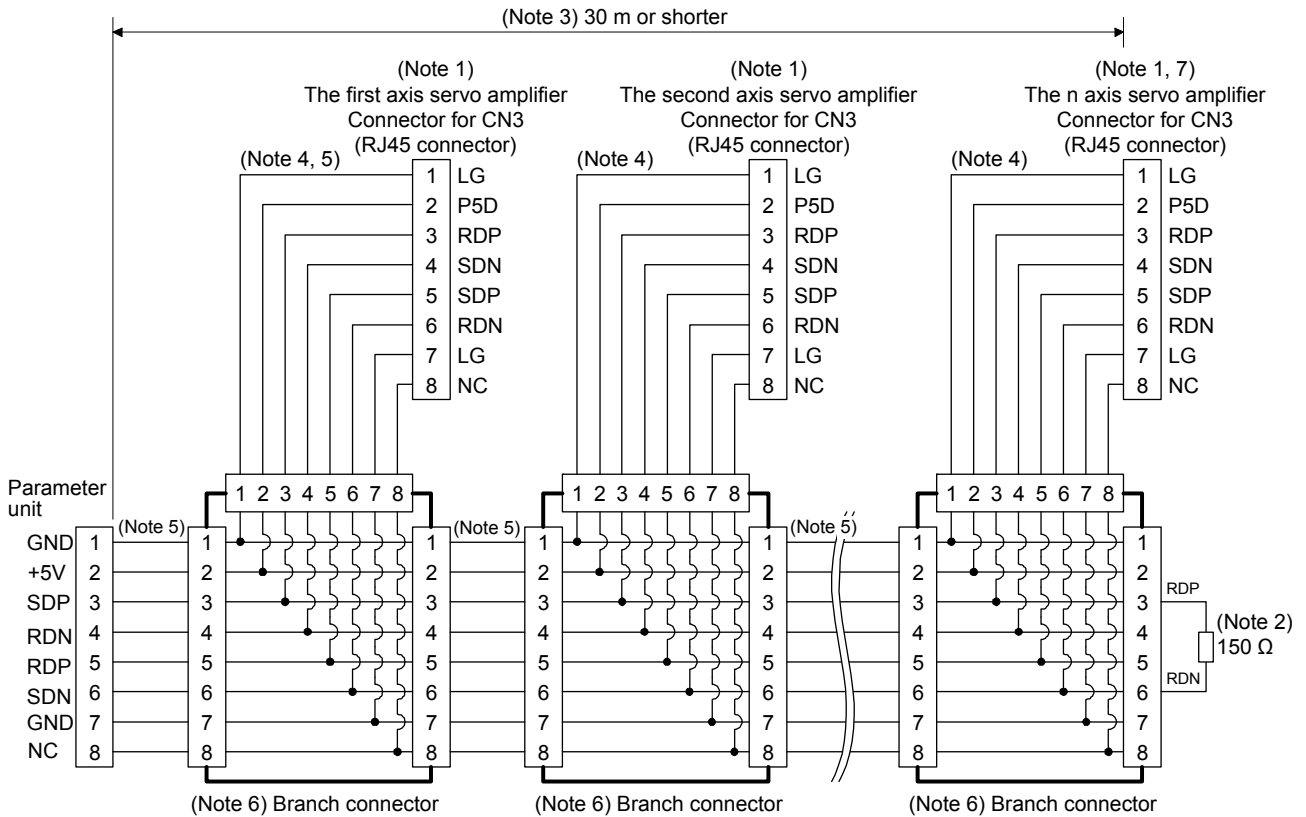 (Note 3) 30 m or shorter
(Note 1)
The first axis servo amplifier
Connector for CN3
(RJ45 connector)
(Note 4, 5)
1 LG
2 P5D
3 RDP
4 SDN
5 SDP
6 RDN
7 LG
8 NC
(Note 1)
The second axis servo amplifier
Connector for CN3
(RJ45 connector)
(Note 4)
1 LG
2 P5D
3 RDP
4 SDN
5 SDP
6 RDN
7 LG
8 NC
(Note 1, 7)
The n axis servo amplifier
Connector for CN3
(RJ45 connector)
(Note 4)
1 LG
2 P5D
3 RDP
4 SDN
5 SDP
6 RDN
7 LG
8 NC
Parameter
unit
GND 1
+5V 2
SDP 3
RDN 4
RDP 5
SDN 6
GND 7
NC 8
(Note 5)
1 2 3 4 5 6 7 8
1
2
3
4
5
6
7
8
1
2
3
4
5
6
7
8
(Note 6) Branch connector
(Note 5)
1 2 3 4 5 6 7 8
1
2
3
4
5
6
7
8
1
2
3
4
5
6
7
8
(Note 6) Branch connector
(Note 5)
1 2 3 4 5 6 7 8
1
2
3
4
5
6
7
8
1
2
3
4
5
6
7
8
(Note 6) Branch connector
RDP
(Note 2)
150 Ω
RDN